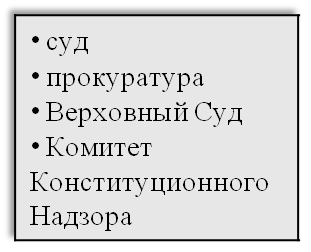 • суд
• прокуратура
• Верховный Суд
• Комитет
Конституционного
Надзора